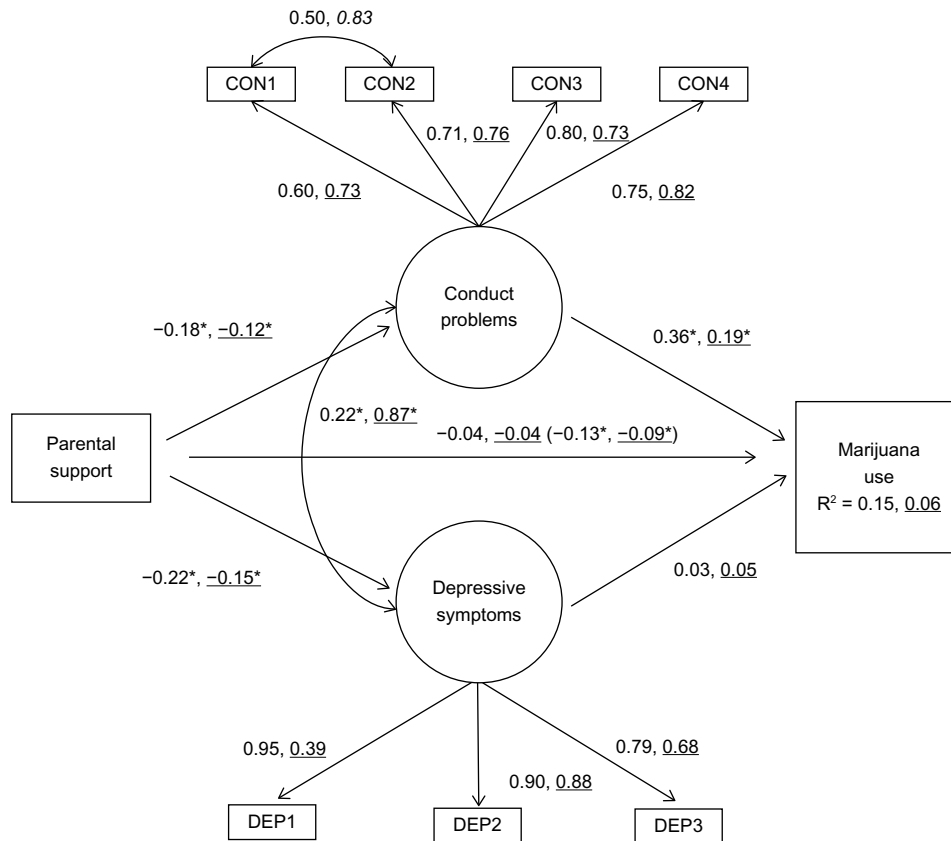 0.50, 0.83
CON1
CON2
CON3
CON4
0.71, 0.76
0.80, 0.73
0.60, 0.73
0.75, 0.82
Conduct
problems
−0.18*, −0.12*
0.36*, 0.19*
0.22*, 0.87*
−0.04, −0.04 (−0.13*, −0.09*)
Parental
support
Marijuana
use
R² = 0.15, 0.06
−0.22*, −0.15*
Depressive
symptoms
0.03, 0.05
0.95, 0.39
0.90, 0.88
0.79, 0.68
DEP1
DEP2
DEP3